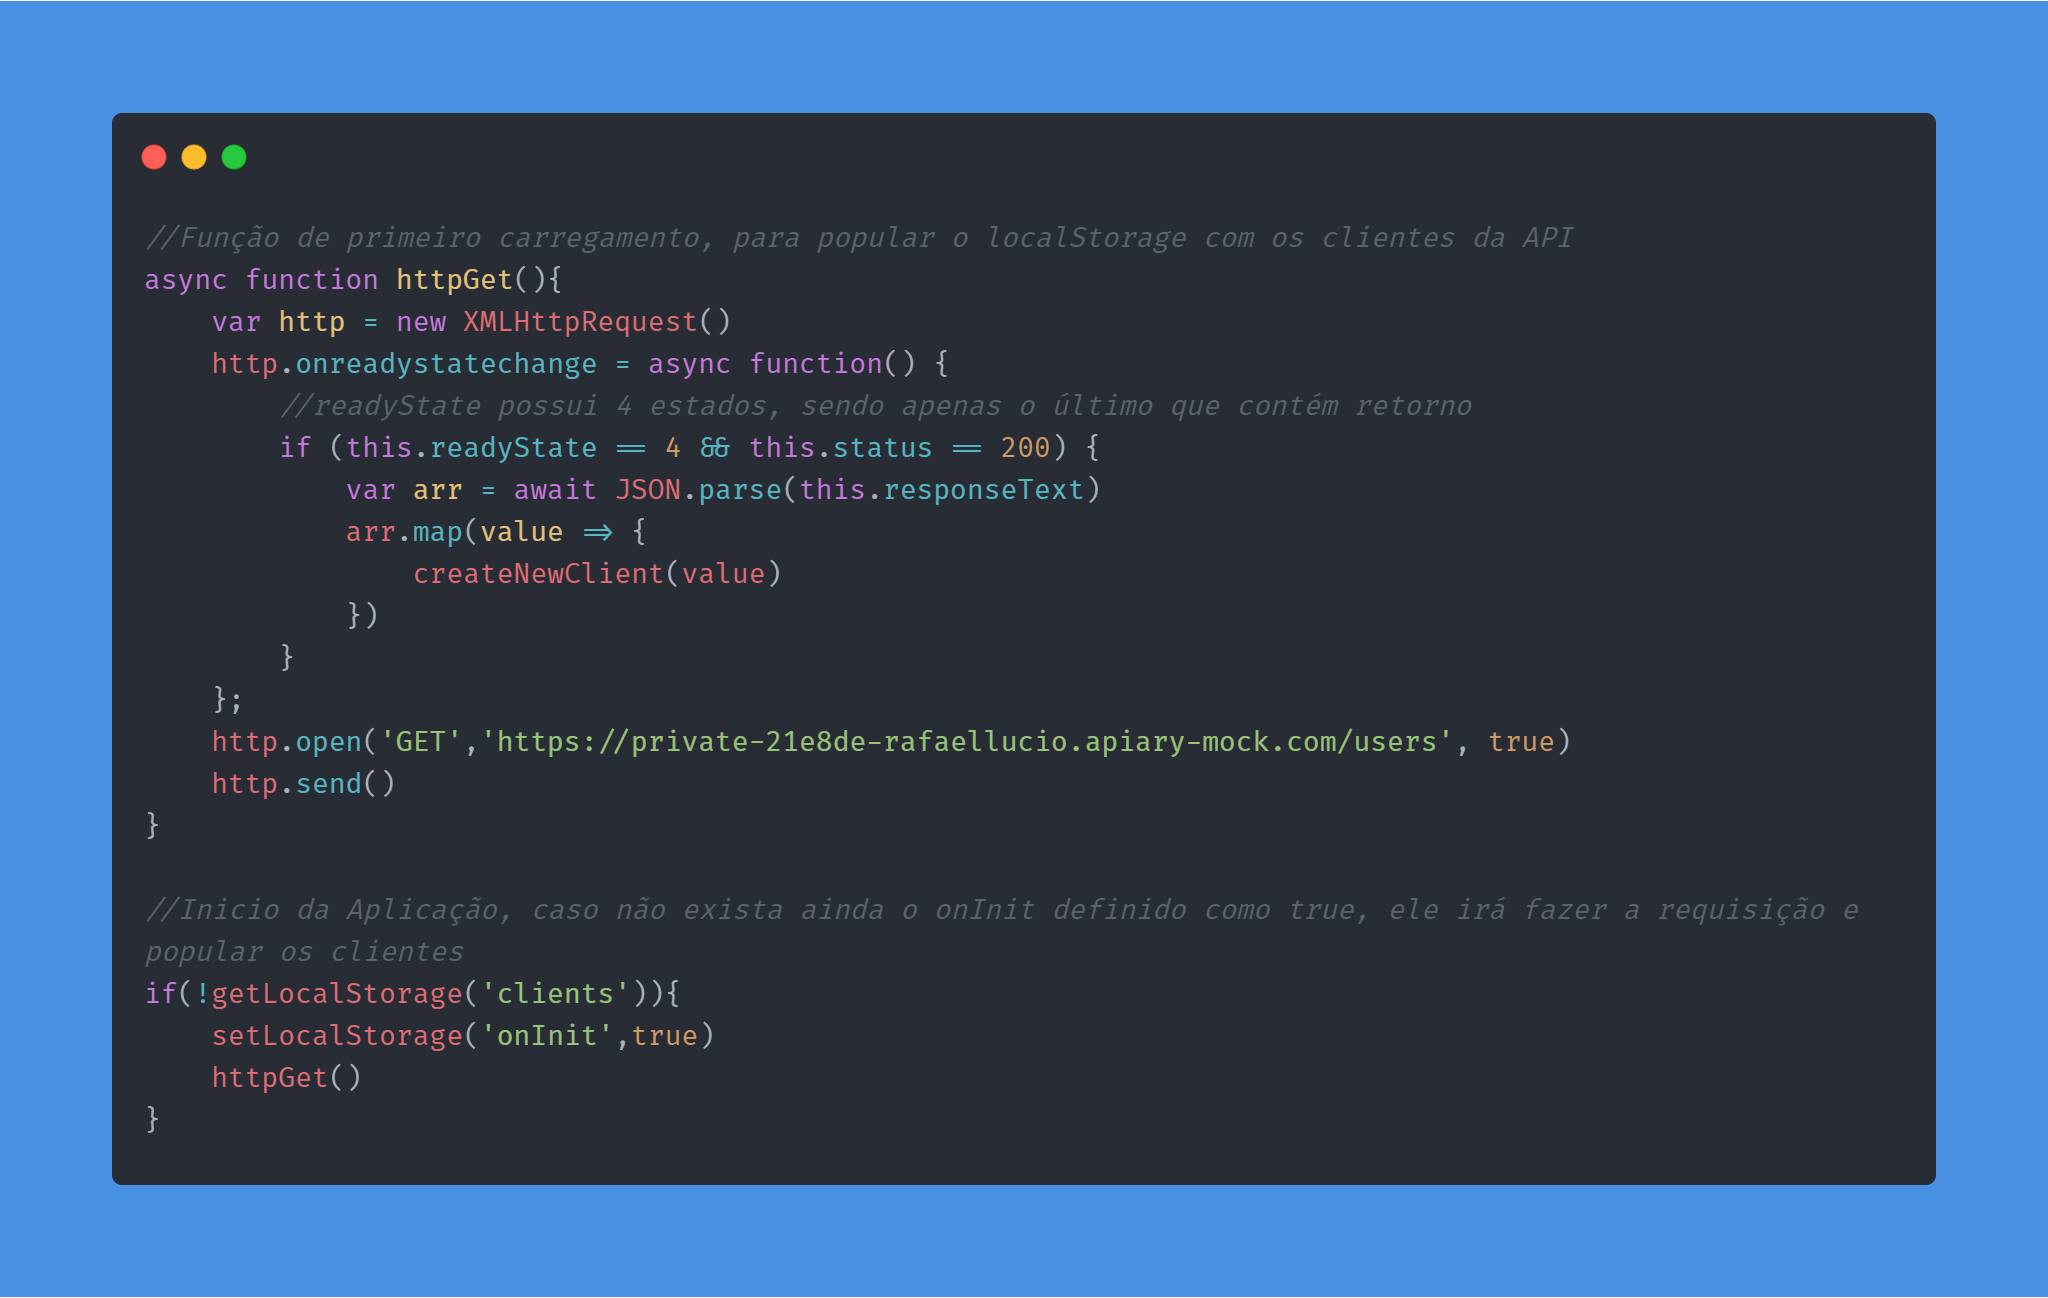 //Função de primeiro carregamento, para popular o localStorage com os clientes da API
async function httpGet(){
    var http = new XMLHttpRequest()
    http.onreadystatechange = async function() {
        //readyState possui 4 estados, sendo apenas o último que contém retorno
        if (this.readyState == 4 && this.status == 200) {
            var arr = await JSON.parse(this.responseText)
            arr.map(value => {
                createNewClient(value)
            })
        }
    };
    http.open('GET','https://private-21e8de-rafaellucio.apiary-mock.com/users', true)
    http.send()
}

//Inicio da Aplicação, caso não exista ainda o onInit definido como true, ele irá fazer a requisição e
popular os clientes
if(!getLocalStorage('clients')){
    setLocalStorage('onInit',true)
    httpGet()
}